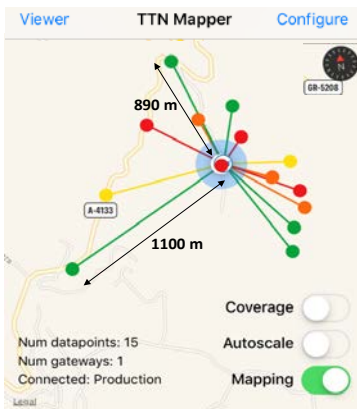 Viewer TTN Mapper Configure
N
GR-5208
890 m
A-4133
1100 m
Coverage
Num datapoints: 15 Autoscale
Num gateways: 1
Connected: Production Mapping
Legal